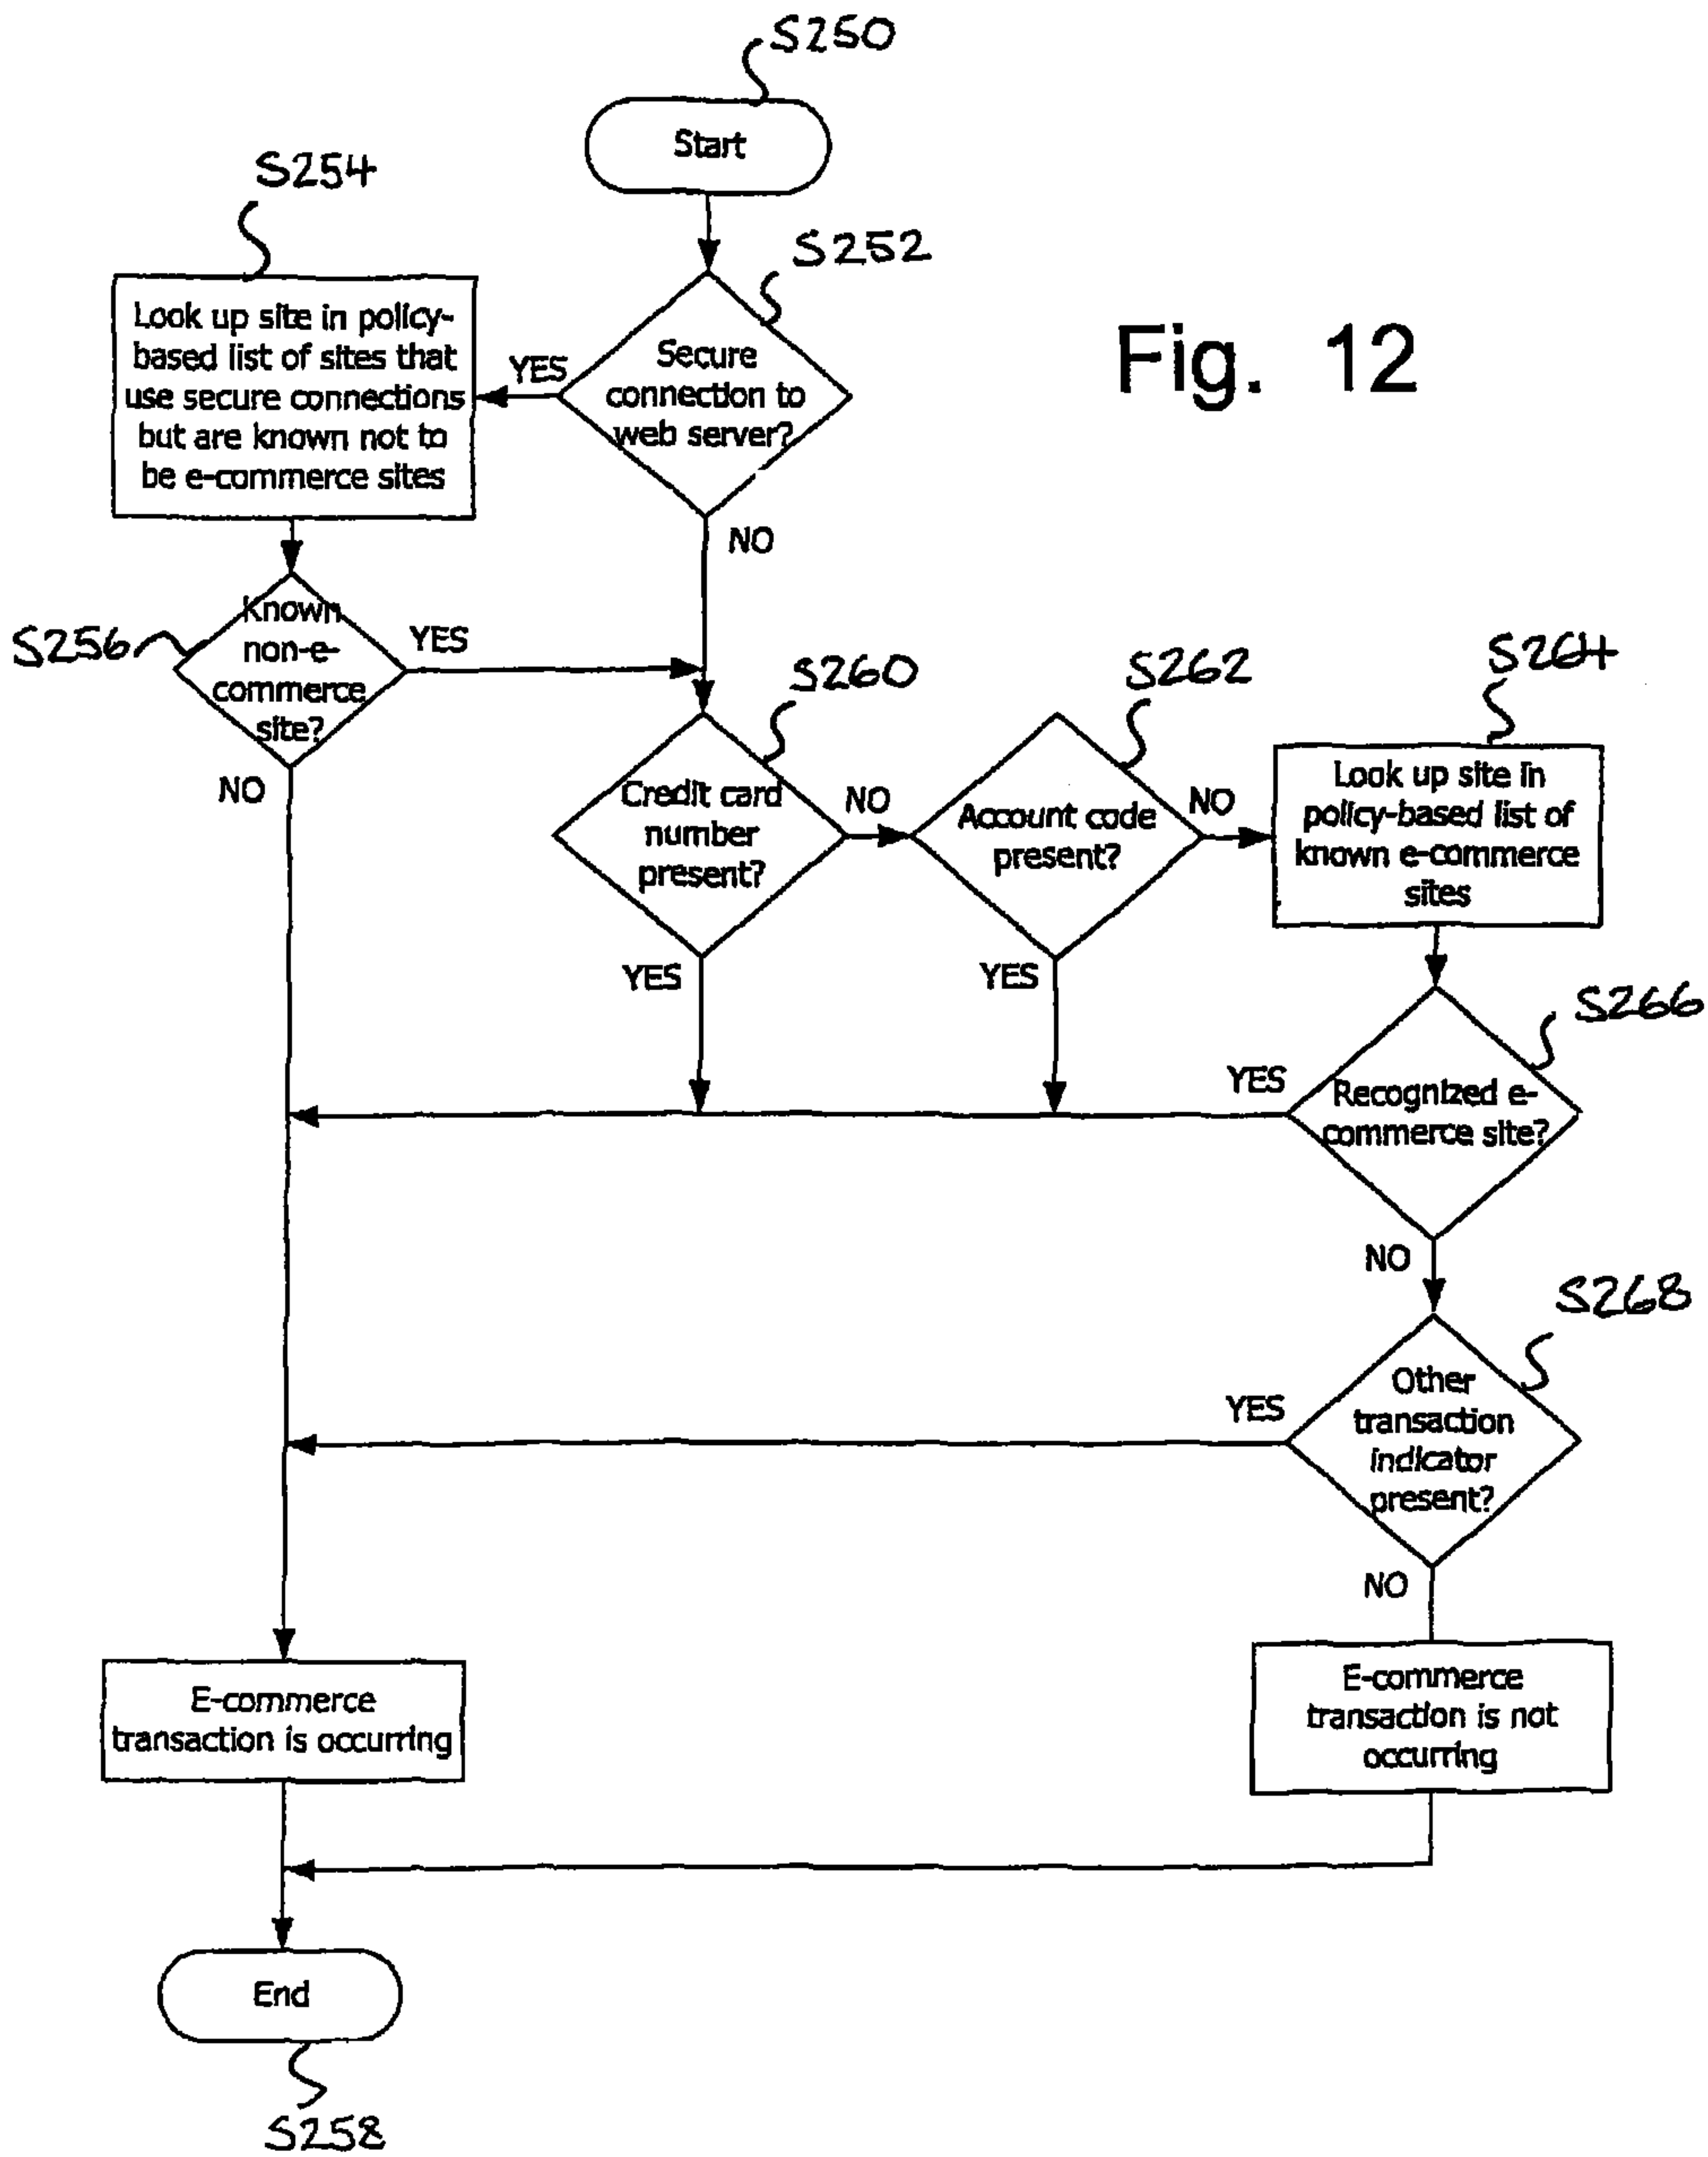 S250
Start
S254
S252
Fig. 12
Look up site in policy-
based list of sites that
use secure connections
but are known not to
be e-commerce sites
YES
Secure
connection to
web server?
NO
S256
Known
non-e-
commerce
site?
YES
NO
S260
S262
S264
Credit card
number
present?
NO
Account code
present?
NO
Look up site in
policy-based list of
known e-commerce
sites
YES
YES
S266
YES
Recognized e-
commerce site?
NO
S268
YES
Other
transaction
indicator
present?
NO
E-commerce
transaction is occurring
E-commerce
transaction is not
occurring
End
S258